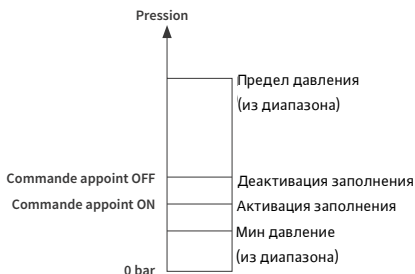 Pression
Предел давления
(из диапазона)
Commande appoint OFF
Деактивация заполнения
Commande appoint ON
Активация заполнения
Мин давление
(из диапазона)
0 bar